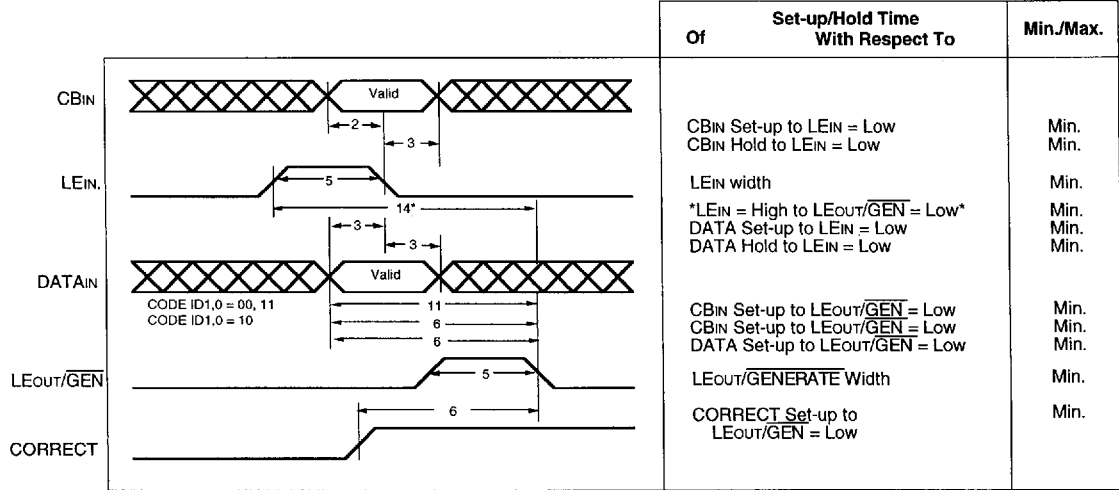 Set-up/Hold Time
Of With Respect To
Min./Max.
CBIN
Valid
2
3
CBIN Set-up to LEIN = Low Min.
CBIN Hold to LEIN = Low Min.
LEIN.
5
LEIN width Min.
14*
*LEIN = High to LEOUT/GEN = Low* Min.
3
3
DATA Set-up to LEIN = Low Min.
DATA Hold to LEIN = Low Min.
DATAIN
Valid
CODE ID1,0 = 00, 11
11
CBIN Set-up to LEOUT/GEN = Low Min.
CODE ID1,0 = 10
6
CBIN Set-up to LEOUT/GEN = Low Min.
6
DATA Set-up to LEOUT/GEN = Low Min.
LEOUT/GEN
5
LEOUT/GENERATE Width Min.
6
CORRECT
CORRECT Set-up to Min.
LEOUT/GEN = Low